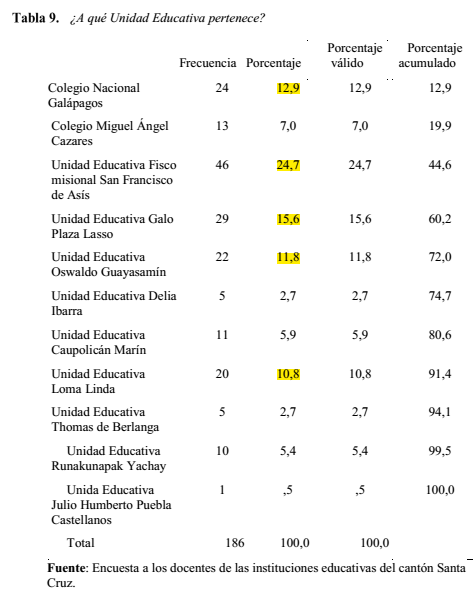 Tabla 9. ¿A qué Unidad Educativa pertenece?
Porcentaje Porcentaje
Frecuencia Porcentaje válido acumulado
Colegio Nacional 24 12,9 12,9 12,9
Galápagos
Colegio Miguel Ángel 13 7,0 7,0 19,9
Cazares
Unidad Educativa Fisco 46 24,7 24,7 44,6
misional San Francisco
de Asís
Unidad Educativa Galo 29 15,6 15,6 60,2
Plaza Lasso
Unidad Educativa 22 11,8 11,8 72,0
Oswaldo Guayasamín
Unidad Educativa Delia 5 2,7 2,7 74,7
Ibarra
Unidad Educativa 11 5,9 5,9 80,6
Caupolicán Marín
Unidad Educativa 20 10,8 10,8 91,4
Loma Linda
Unidad Educativa 5 2,7 2,7 94,1
Thomas de Berlanga
Unidad Educativa 10 5,4 5,4 99,5
Runakunapak Yachay
Unida Educativa 1 ,5 ,5 100,0
Julio Humberto Puebla
Castellanos
Total 186 100,0 100,0
Fuente: Encuesta a los docentes de las instituciones educativas del cantón Santa
Cruz.